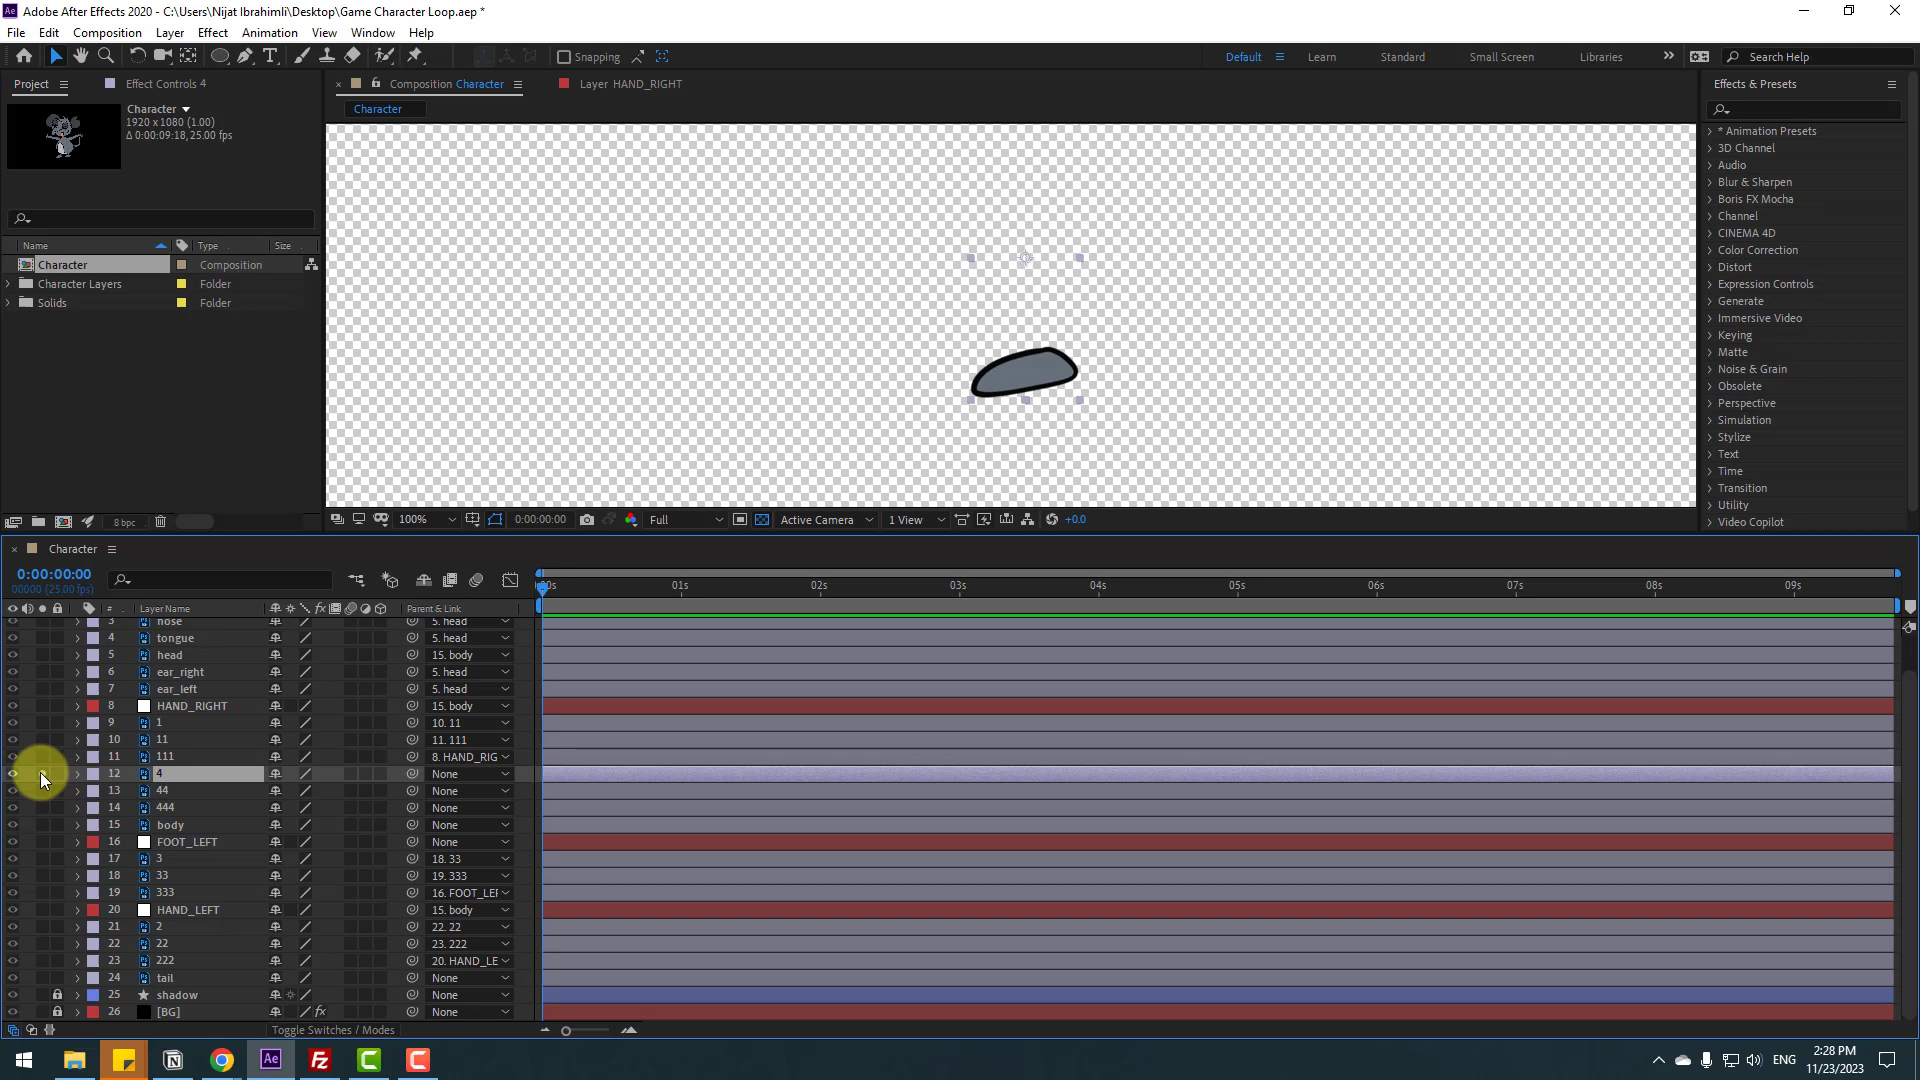 Adobe After Effects 2020 - C:\Users\Nijat Ibrahimli\Desktop\Game Character Loop.aep *
File Edit Composition Layer Effect Animation View Window Help
Snapping Default Learn Standard Small Screen Libraries Search Help
Project Effect Controls 4 Composition Character Layer HAND_RIGHT Effects & Presets
Character
1920 x 1080 (1.00)
Δ 0:00:09:18, 25.00 fps
Character
Name Type Size
Character Composition
Character Layers Folder
Solids Folder
* Animation Presets
3D Channel
Audio
Blur & Sharpen
Boris FX Mocha
Channel
CINEMA 4D
Color Correction
Distort
Expression Controls
Generate
Immersive Video
Keying
Matte
Noise & Grain
Obsolete
Perspective
Simulation
Stylize
Text
Time
Transition
Utility
Video Copilot
8 bpc 100% 0:00:00:00 Full Active Camera 1 View +0.0
Character
0:00:00:00
00000 (25.00 fps)
00s 01s 02s 03s 04s 05s 06s 07s 08s 09s
# Layer Name fx Parent & Link
3 nose 5. head
4 tongue 5. head
5 head 15. body
6 ear_right 5. head
7 ear_left 5. head
8 HAND_RIGHT 15. body
9 1 10. 11
10 11 11. 111
11 111 8. HAND_RIG
12 4 None
13 44 None
14 444 None
15 body None
16 FOOT_LEFT None
17 3 18. 33
18 33 19. 333
19 333 16. FOOT_LEF
20 HAND_LEFT 15. body
21 2 22. 22
22 22 23. 222
23 222 20. HAND_LE
24 tail None
25 shadow None
26 [BG] fx None
Toggle Switches / Modes
ENG 2:28 PM
11/23/2023